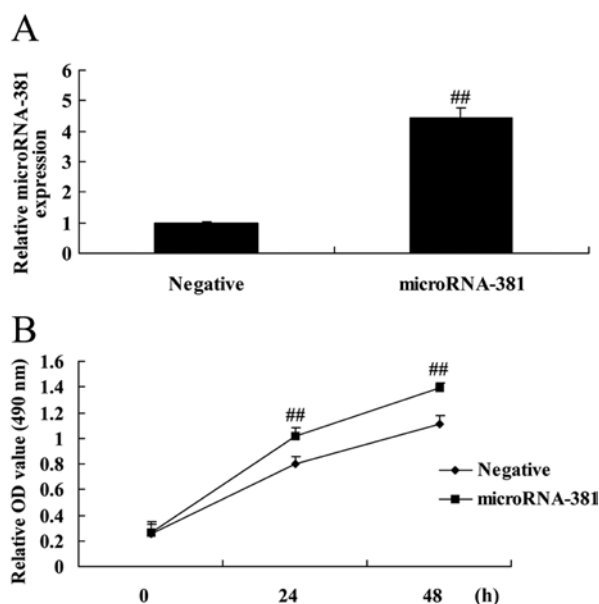 A
Relative microRNA-381
expression
6
5
4
3
2
1
0
##
Negative
microRNA-381
B
Relative OD value (490 nm)
1.6
1.4
1.2
1
0.8
0.6
0.4
0.2
0
##
##
Negative
microRNA-381
0
24
48
(h)